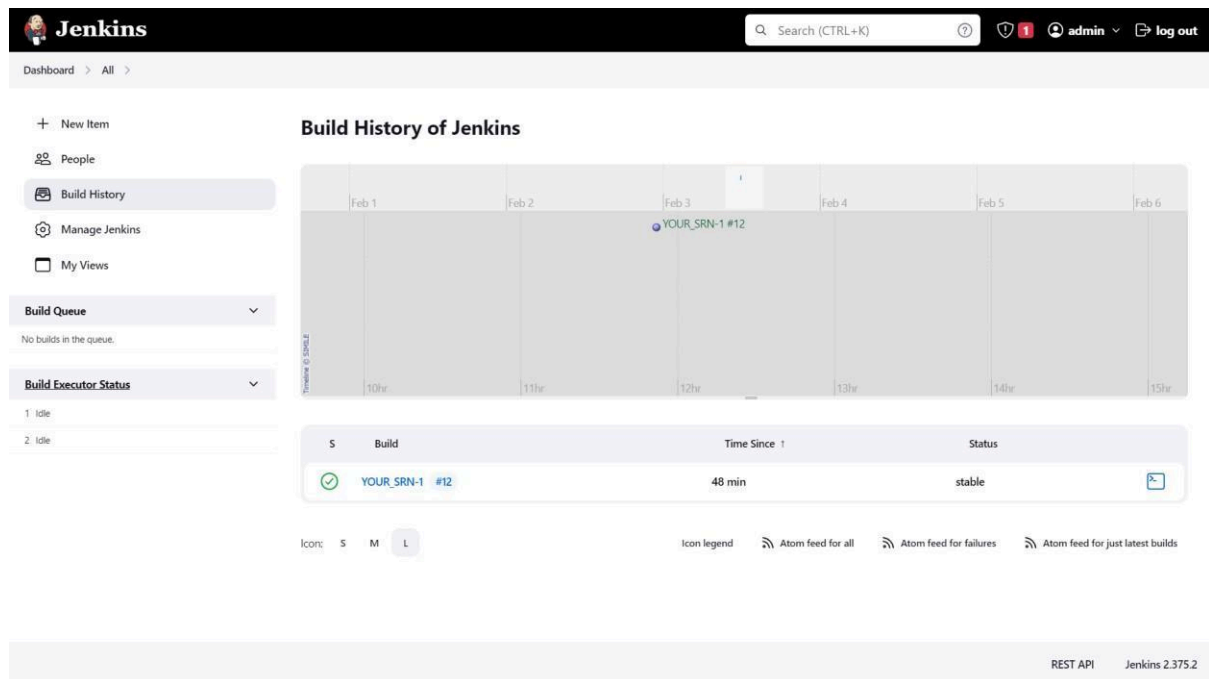 Jenkins
Search (CTRL+K)
1
admin
log out
Dashboard > All >
New Item
People
Build History
Manage Jenkins
My Views
Build Queue
No builds in the queue.
Build Executor Status
1 Idle
2 Idle
Build History of Jenkins
Feb 1 Feb 2 Feb 3 Feb 4 Feb 5 Feb 6
YOUR_SRN-1 #12
Timeline © SIMILE
10hr 11hr 12hr 13hr 14hr 15hr
S Build Time Since ↑ Status
YOUR_SRN-1 #12 48 min stable
Icon: S M L
Icon legend Atom feed for all Atom feed for failures Atom feed for just latest builds
REST API Jenkins 2.375.2